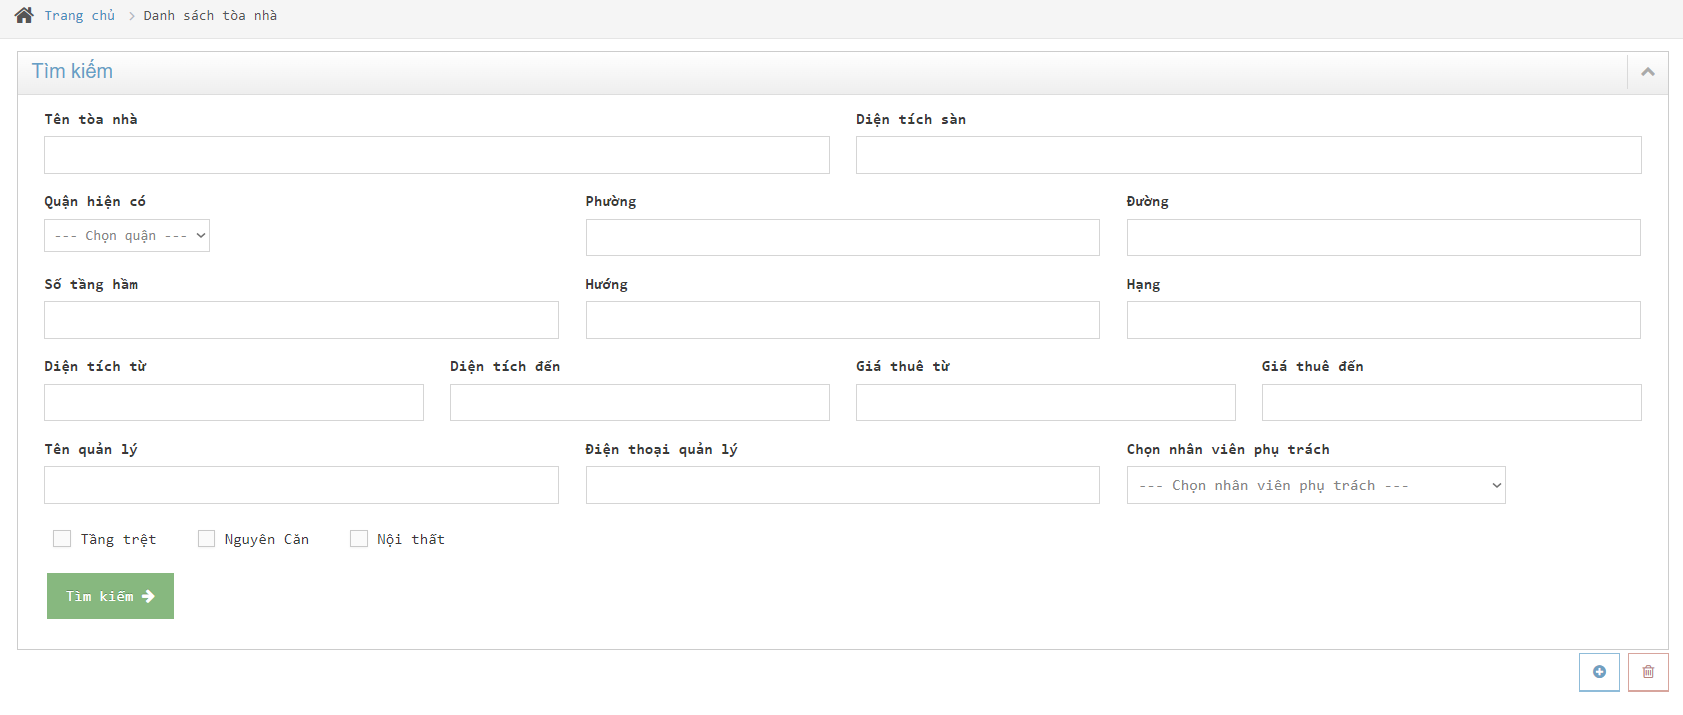 Trang chủ > Danh sách tòa nhà
Tìm kiếm
Tên tòa nhà Diện tích sàn
Quận hiện có Phường Đường
--- Chọn quận ---
Số tầng hầm Hướng Hạng
Diện tích từ Diện tích đến Giá thuê từ Giá thuê đến
Tên quản lý Điện thoại quản lý Chọn nhân viên phụ trách
--- Chọn nhân viên phụ trách ---
Tầng trệt Nguyên Căn Nội thất
Tìm kiếm